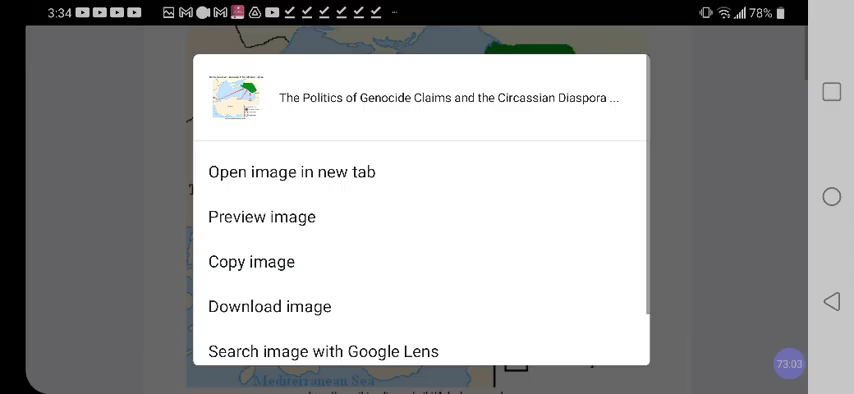 3:34
78%
The Politics of Genocide Claims and the Circassian Diaspora ...
Open image in new tab
Preview image
Copy image
Download image
Search image with Google Lens
73:03
Mediterranean Sea